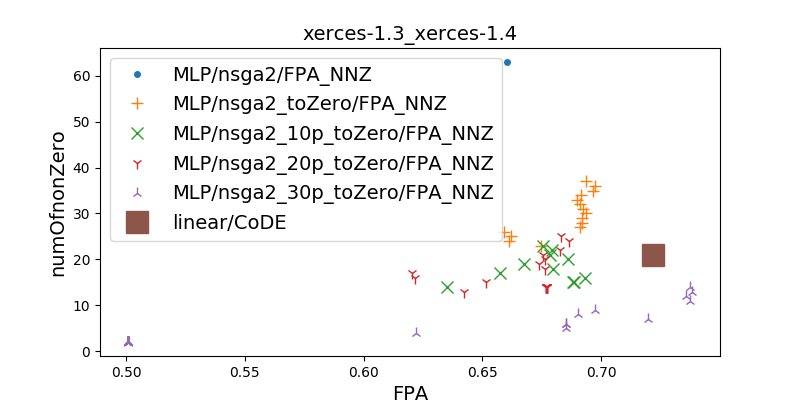 xerces-1.3_xerces-1.4
MLP/nsga2/FPA_NNZ
MLP/nsga2_toZero/FPA_NNZ
MLP/nsga2_10p_toZero/FPA_NNZ
MLP/nsga2_20p_toZero/FPA_NNZ
MLP/nsga2_30p_toZero/FPA_NNZ
linear/CoDE
numOfnonZero
60
50
40
30
20
10
0
0.50 0.55 0.60 0.65 0.70
FPA